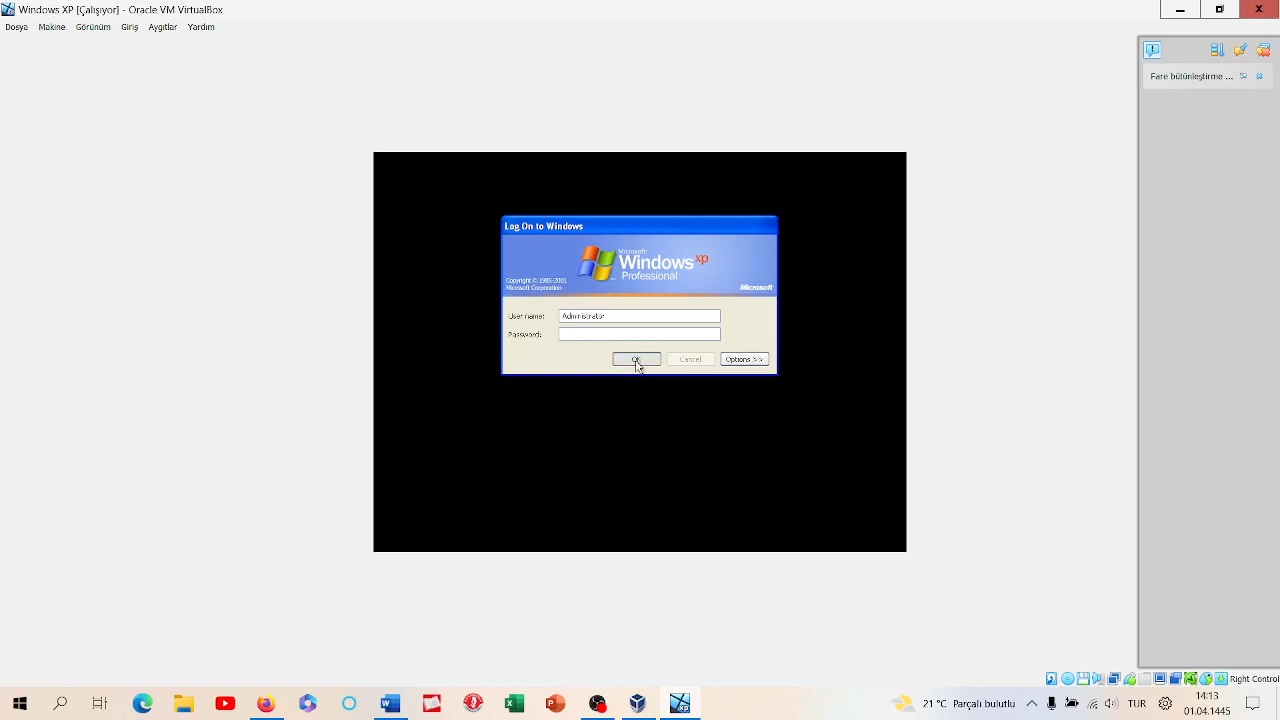 Windows XP [Çalışıyor] - Oracle VM VirtualBox
Dosya Makine Görünüm Giriş Aygıtlar Yardım
Fare bütünleştirme ...
Log On to Windows
Microsoft
Windows xp
Professional
Copyright © 1985-2001
Microsoft Corporation
Microsoft
User name: Administrator
Password:
OK Cancel Options >>
Right Control
21°C Parçalı bulutlu
TUR
14:13
01.04.1445